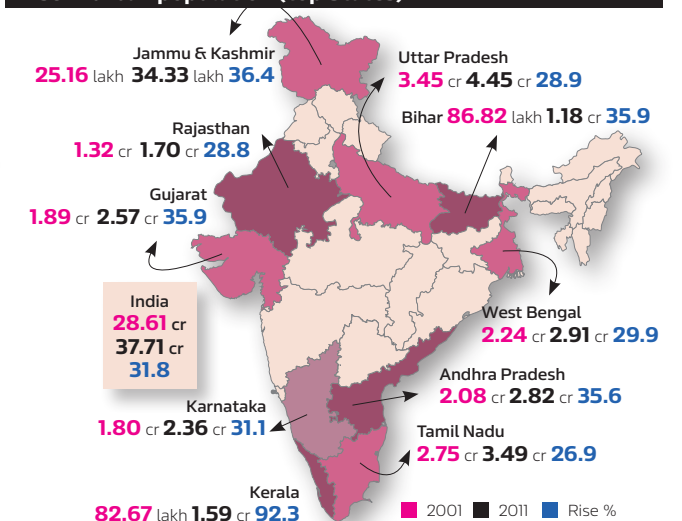 Jammu & Kashmir
25.16 lakh 34.33 lakh 36.4
Uttar Pradesh
3.45 cr 4.45 cr 28.9
Bihar 86.82 lakh 1.18 cr 35.9
Rajasthan
1.32 cr 1.70 cr 28.8
Gujarat
1.89 cr 2.57 cr 35.9
India
28.61 cr
37.71 cr
31.8
West Bengal
2.24 cr 2.91 cr 29.9
Andhra Pradesh
2.08 cr 2.82 cr 35.6
Karnataka
1.80 cr 2.36 cr 31.1
Tamil Nadu
2.75 cr 3.49 cr 26.9
Kerala
82.67 lakh 1.59 cr 92.3
2001 2011 Rise %